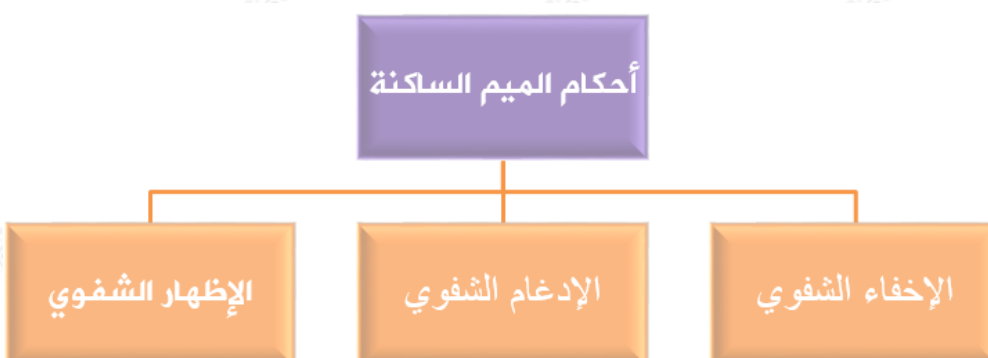 أحكام الميم الساكنة
الإخفاء الشفوي
الإدغام الشفوي
الإظهار الشفوي